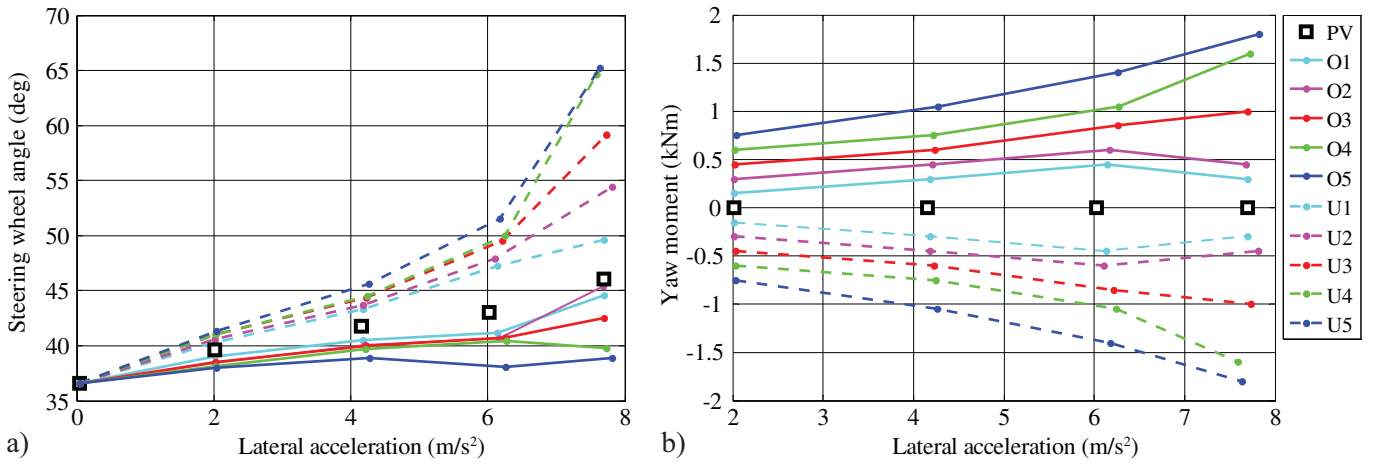 70
65
60
55
50
45
40
35
0
2
4
6
8
Steering wheel angle (deg)
Lateral acceleration (m/s²)
a)
2
1.5
1
0.5
0
-0.5
-1
-1.5
-2
2
3
4
5
6
7
8
Yaw moment (kNm)
Lateral acceleration (m/s²)
b)
PV
O1
O2
O3
O4
O5
U1
U2
U3
U4
U5